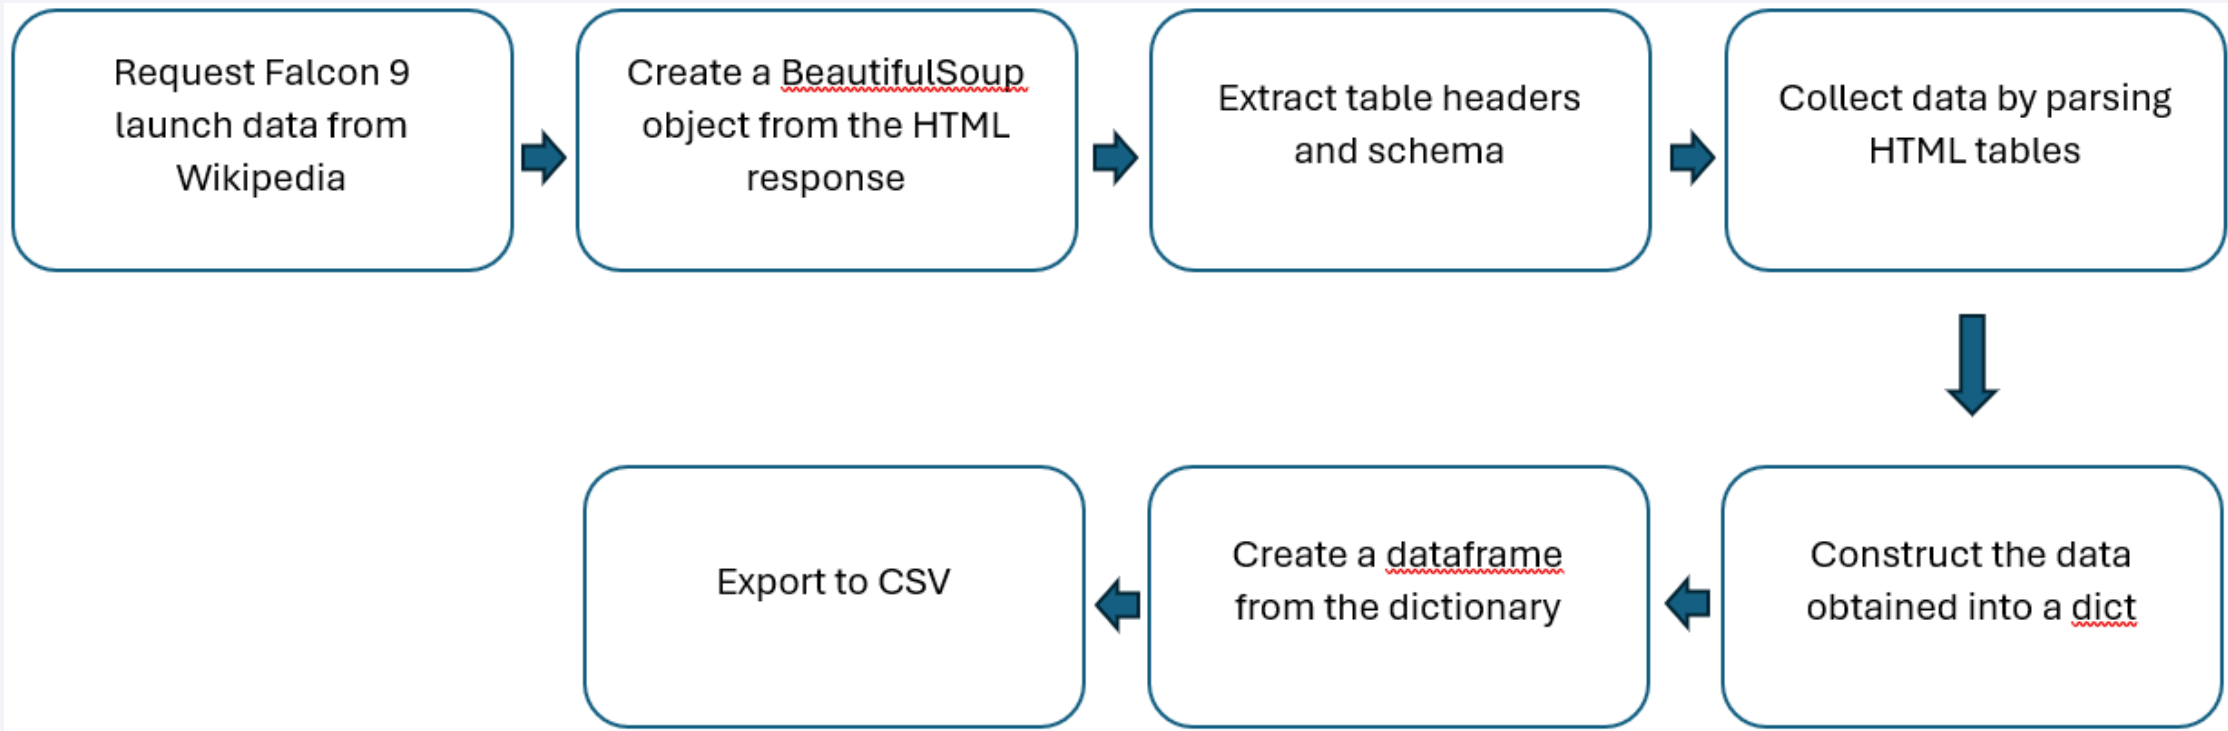 Request Falcon 9
launch data from
Wikipedia
Create a BeautifulSoup
object from the HTML
response
Extract table headers
and schema
Collect data by parsing
HTML tables
Construct the data
obtained into a dict
Create a dataframe
from the dictionary
Export to CSV